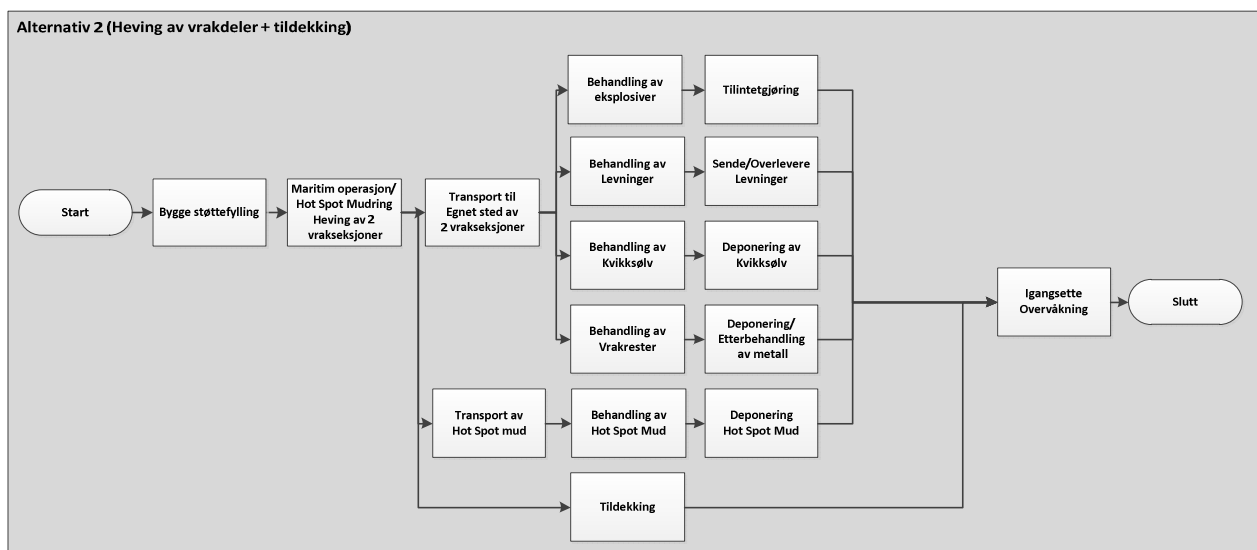 Alternativ 2 (Heving av vrakdeler + tildekking)
Start
Bygge støttefylling
Maritim operasjon/
Hot Spot Mudring
Heving av 2
vrakseksjoner
Transport til
Egnet sted av
2 vrakseksjoner
Behandling av
eksplosiver
Tilintetgjøring
Behandling av
Levninger
Sende/Overlevere
Levninger
Behandling av
Kvikksølv
Deponering av
Kvikksølv
Behandling av
Vrakrester
Deponering/
Etterbehandling
av metall
Transport av
Hot Spot mud
Behandling av
Hot Spot Mud
Deponering
Hot Spot Mud
Tildekking
Igangsette
Overvåkning
Slutt